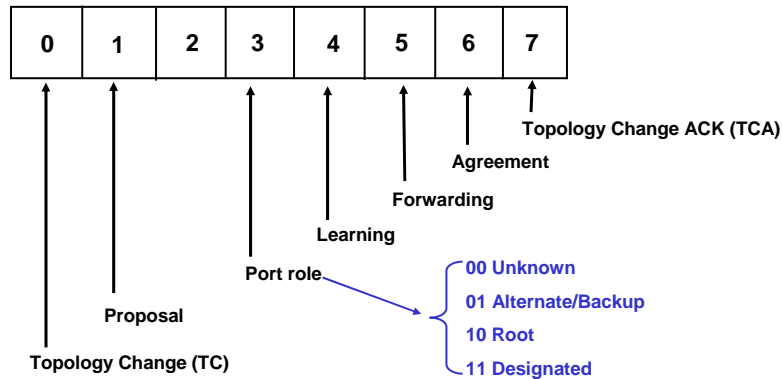 0 1 2 3 4 5 6 7
Topology Change ACK (TCA)
Agreement
Forwarding
Learning
Port role
00 Unknown
01 Alternate/Backup
10 Root
11 Designated
Proposal
Topology Change (TC)